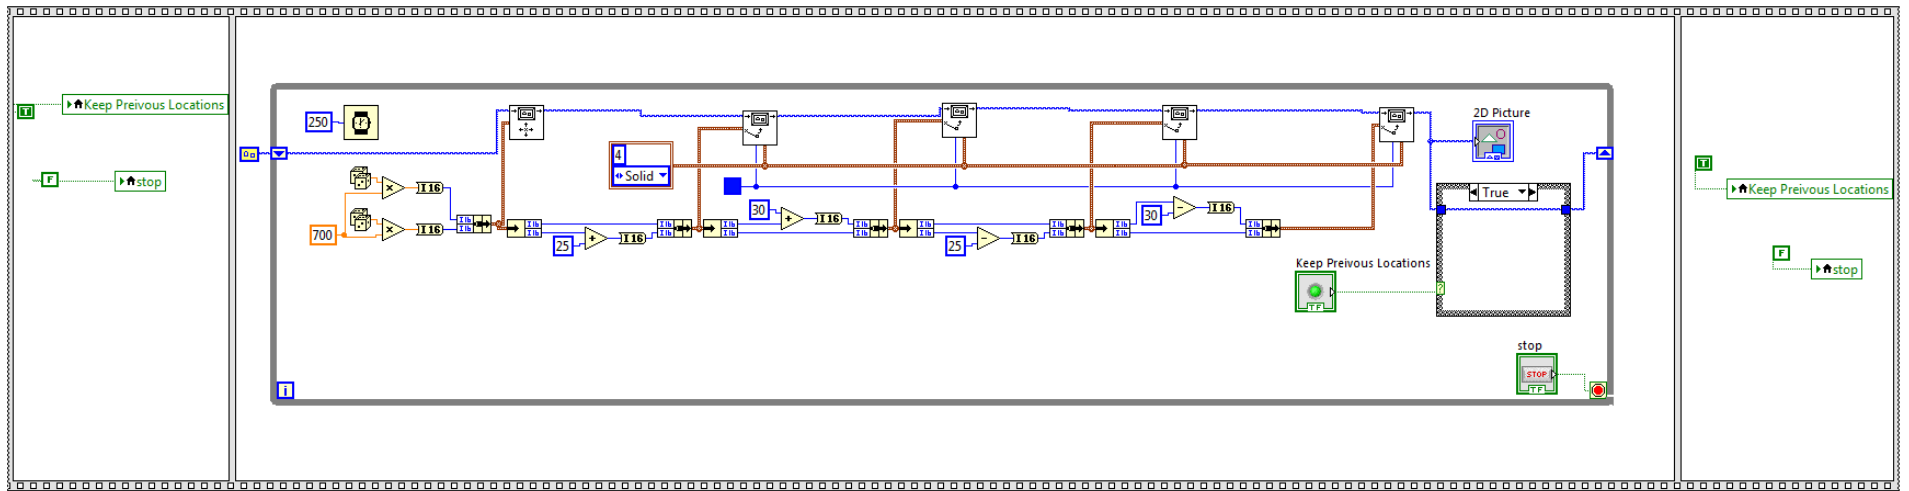 T
Keep Preivous Locations
F
stop
250
4
Solid
I16
I16
700
30
I16
25
I16
25
I16
30
I16
2D Picture
True
Keep Preivous Locations
TF
?
stop
STOP
TF
i
T
Keep Preivous Locations
F
stop